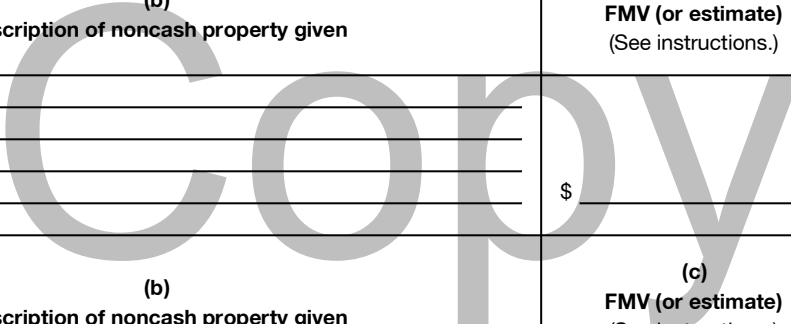 (b)
scription of noncash property given
FMV (or estimate)
(See instructions.)
$
Copy
(b)
scription of noncash property given
(c)
FMV (or estimate)